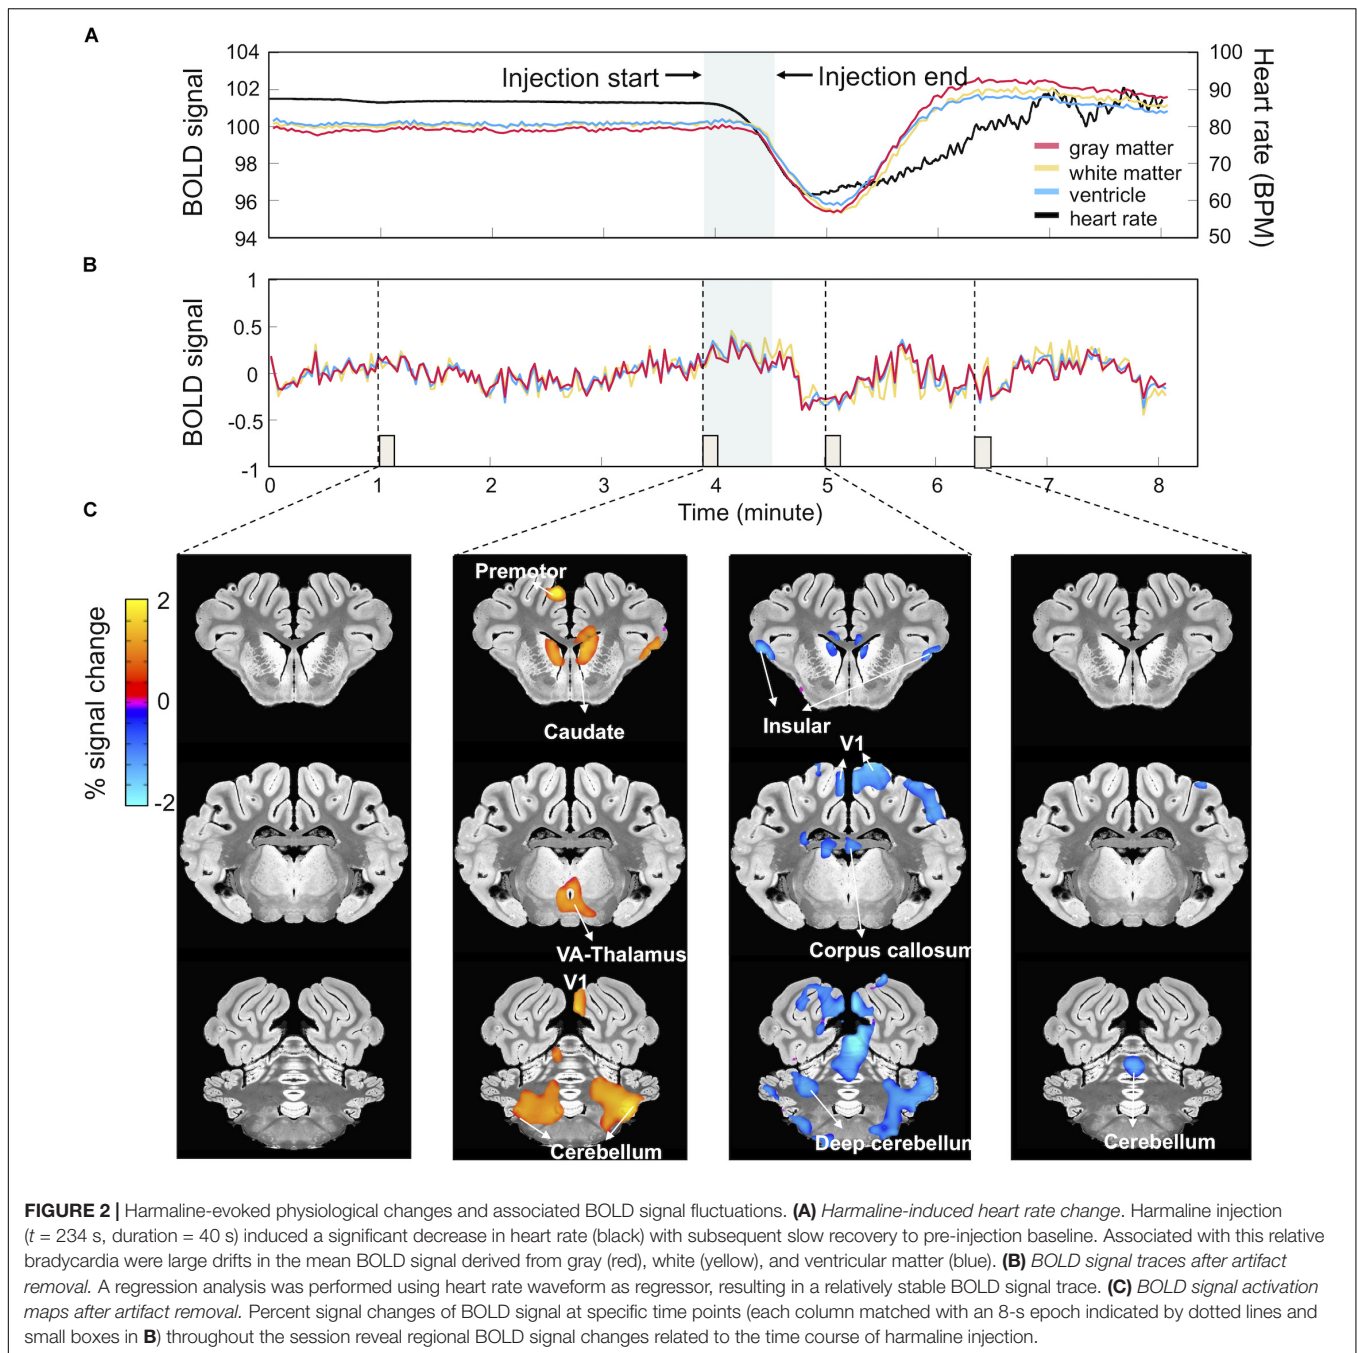 A
104
102
100
98
96
94
BOLD signal
Injection start
Injection end
100
90
80
70
60
50
Heart rate (BPM)
gray matter
white matter
ventricle
heart rate
B
1
0.5
0
-0.5
-1
BOLD signal
0 1 2 3 4 5 6 7 8
Time (minute)
C
2
0
-2
% signal change
Premotor
Caudate
VA-Thalamus
V1
Cerebellum
Insular
V1
Corpus callosum
Deep cerebellum
Cerebellum
FIGURE 2 | Harmaline-evoked physiological changes and associated BOLD signal fluctuations. (A) Harmaline-induced heart rate change. Harmaline injection
(t = 234 s, duration = 40 s) induced a significant decrease in heart rate (black) with subsequent slow recovery to pre-injection baseline. Associated with this relative
bradycardia were large drifts in the mean BOLD signal derived from gray (red), white (yellow), and ventricular matter (blue). (B) BOLD signal traces after artifact
removal. A regression analysis was performed using heart rate waveform as regressor, resulting in a relatively stable BOLD signal trace. (C) BOLD signal activation
maps after artifact removal. Percent signal changes of BOLD signal at specific time points (each column matched with an 8-s epoch indicated by dotted lines and
small boxes in B) throughout the session reveal regional BOLD signal changes related to the time course of harmaline injection.